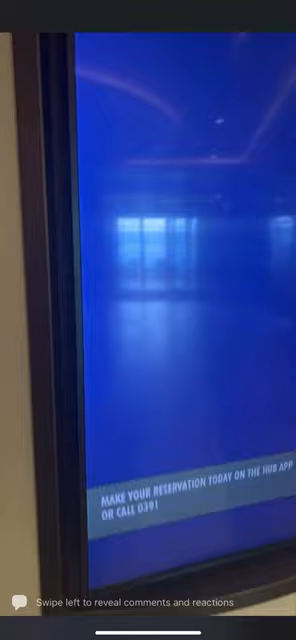 MAKE YOUR RESERVATION TODAY ON THE HUB APP
OR CALL 0391
Swipe left to reveal comments and reactions